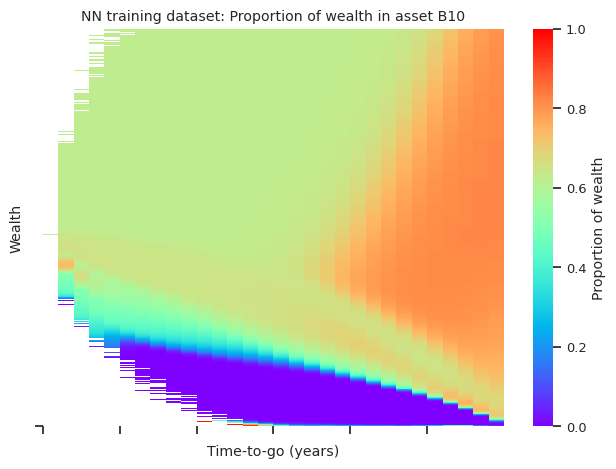 NN training dataset: Proportion of wealth in asset B10
Wealth
Time-to-go (years)
1.0
0.8
0.6
0.4
0.2
0.0
Proportion of wealth